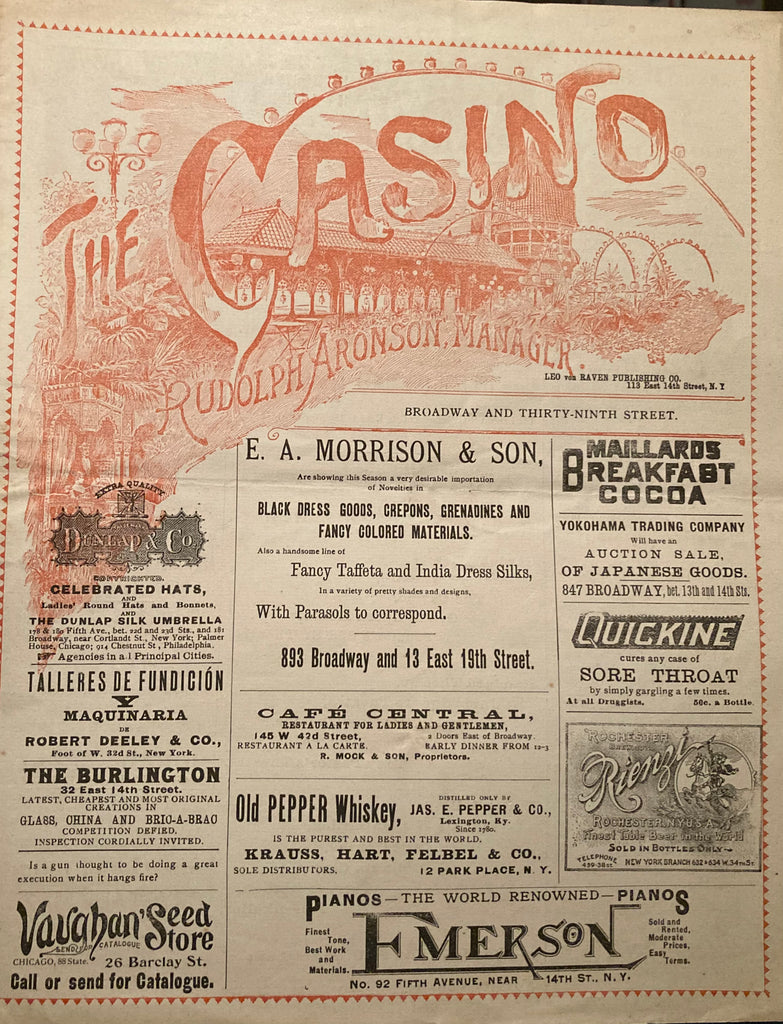 THE CASINO
RUDOLPH ARONSON, MANAGER.
LEO von RAVEN PUBLISHING CO.
113 East 14th Street, N.Y
BROADWAY AND THIRTY-NINTH STREET.
EXTRA QUALITY
DUNLAP & CO.
COPYRIGHTED.
CELEBRATED HATS,
AND
Ladies' Round Hats and Bonnets,
AND
THE DUNLAP SILK UMBRELLA
178 & 180 Fifth Ave., bet. 22d and 23d Sts., and 181
Broadway, near Cortlandt St., New York; Palmer
House, Chicago; 914 Chestnut St., Philadelphia.
Agencies in all Principal Cities.
TALLERES DE FUNDICIÓN
Y
MAQUINARIA
DE
ROBERT DEELEY & CO.,
Foot of W. 32d St., New York.
THE BURLINGTON
32 East 14th Street.
LATEST, CHEAPEST AND MOST ORIGINAL
CREATIONS IN
GLASS, CHINA AND BRIC-A-BRAC
COMPETITION DEFIED,
INSPECTION CORDIALLY INVITED.
Is a gun thought to be doing a great
execution when it hangs fire?
Vaughan's Seed
Store
SEND FOR CATALOGUE
CHICAGO, 88 State. 26 Barclay St.
Call or send for Catalogue.
E. A. MORRISON & SON,
Are showing this Season a very desirable importation
of Novelties in
BLACK DRESS GOODS, CREPONS, GRENADINES AND
FANCY COLORED MATERIALS.
Also a handsome line of
Fancy Taffeta and India Dress Silks,
In a variety of pretty shades and designs,
With Parasols to correspond.
893 Broadway and 13 East 19th Street.
CAFÉ CENTRAL,
RESTAURANT FOR LADIES AND GENTLEMEN,
145 W 42d Street, 2 Doors East of Broadway.
RESTAURANT A LA CARTE. EARLY DINNER FROM 12-3
R. MOCK & SON, Proprietors.
Old PEPPER Whiskey,
DISTILLED ONLY BY
JAS. E. PEPPER & CO.,
Lexington, Ky.
Since 1780.
IS THE PUREST AND BEST IN THE WORLD.
KRAUSS, HART, FELBEL & CO.,
SOLE DISTRIBUTORS, 12 PARK PLACE, N. Y.
MAILLARDS
BREAKFAST
COCOA
YOKOHAMA TRADING COMPANY
Will have an
AUCTION SALE,
OF JAPANESE GOODS.
847 BROADWAY, bet. 13th and 14th Sts.
QUICKINE
cures any case of
SORE THROAT
by simply gargling a few times.
At all Druggists. 50c. a Bottle.
ROCHESTER
Rienzi
ROCHESTER, N.Y. U.S.A.
Finest Table Beer in the World
SOLD IN BOTTLES ONLY
TELEPHONE
459-38 ST.
NEW YORK BRANCH 632 & 634 W. 34TH ST
PIANOS—THE WORLD RENOWNED—PIANOS
Finest
Tone,
Best Work
and
Materials.
EMERSON
Sold and
Rented,
Moderate
Prices,
Easy
Terms.
No. 92 FIFTH AVENUE, NEAR 14TH ST., N.Y.